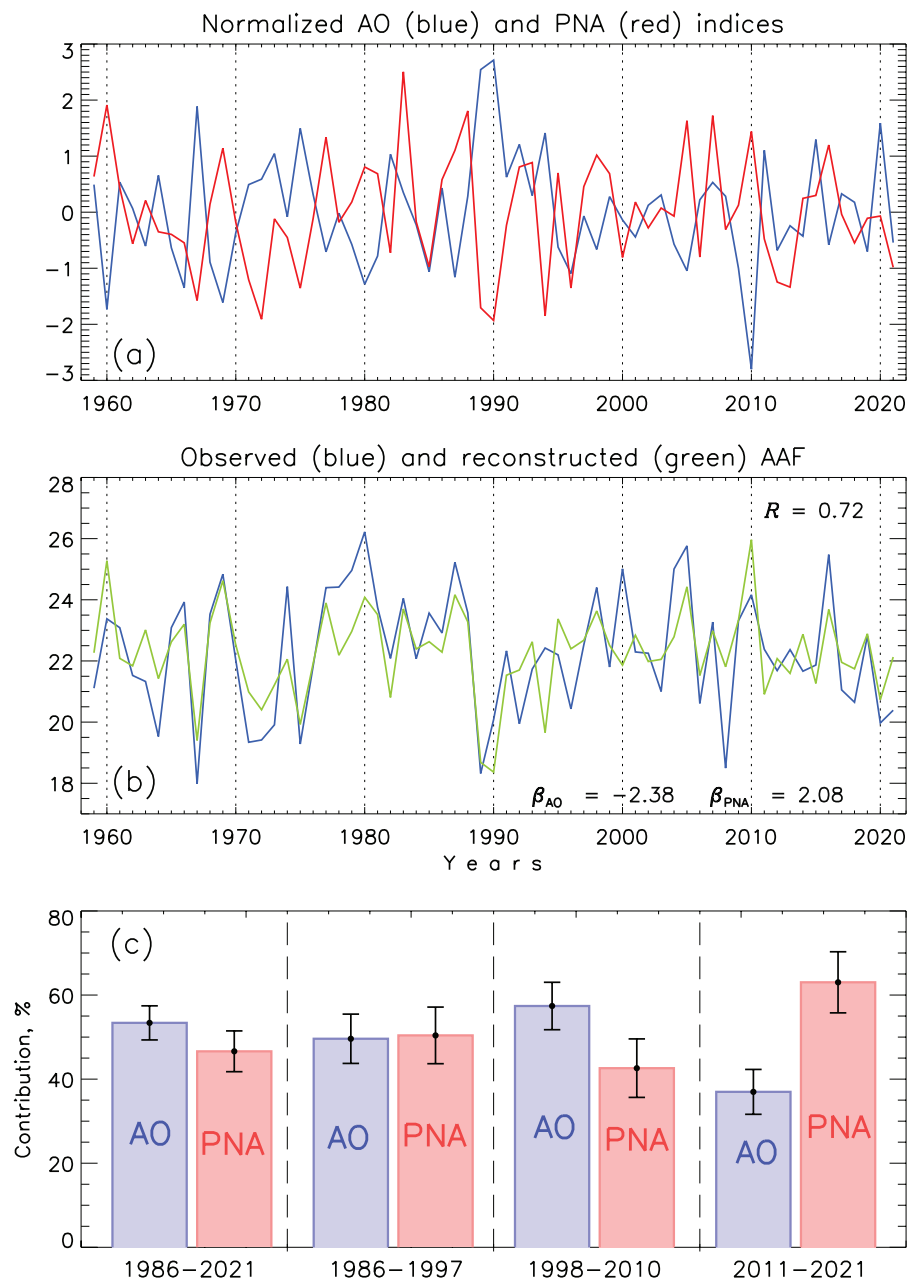 Normalized AO (blue) and PNA (red) indices
3
2
1
0
-1
-2
-3
(a)
1960 1970 1980 1990 2000 2010 2020
Observed (blue) and reconstructed (green) AAF
28
26
24
22
20
18
R = 0.72
(b)
β_AO = -2.38 β_PNA = 2.08
1960 1970 1980 1990 2000 2010 2020
Years
80
60
40
20
0
Contribution, %
(c)
AO PNA AO PNA AO PNA AO PNA
1986-2021 1986-1997 1998-2010 2011-2021